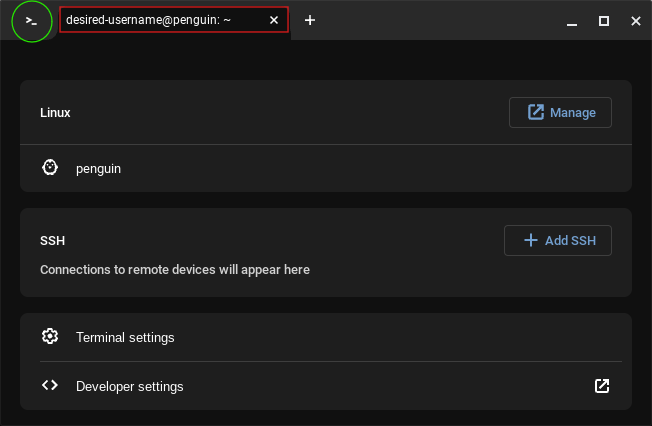 desired-username@penguin: ~
Linux
Manage
penguin
SSH
Add SSH
Connections to remote devices will appear here
Terminal settings
Developer settings